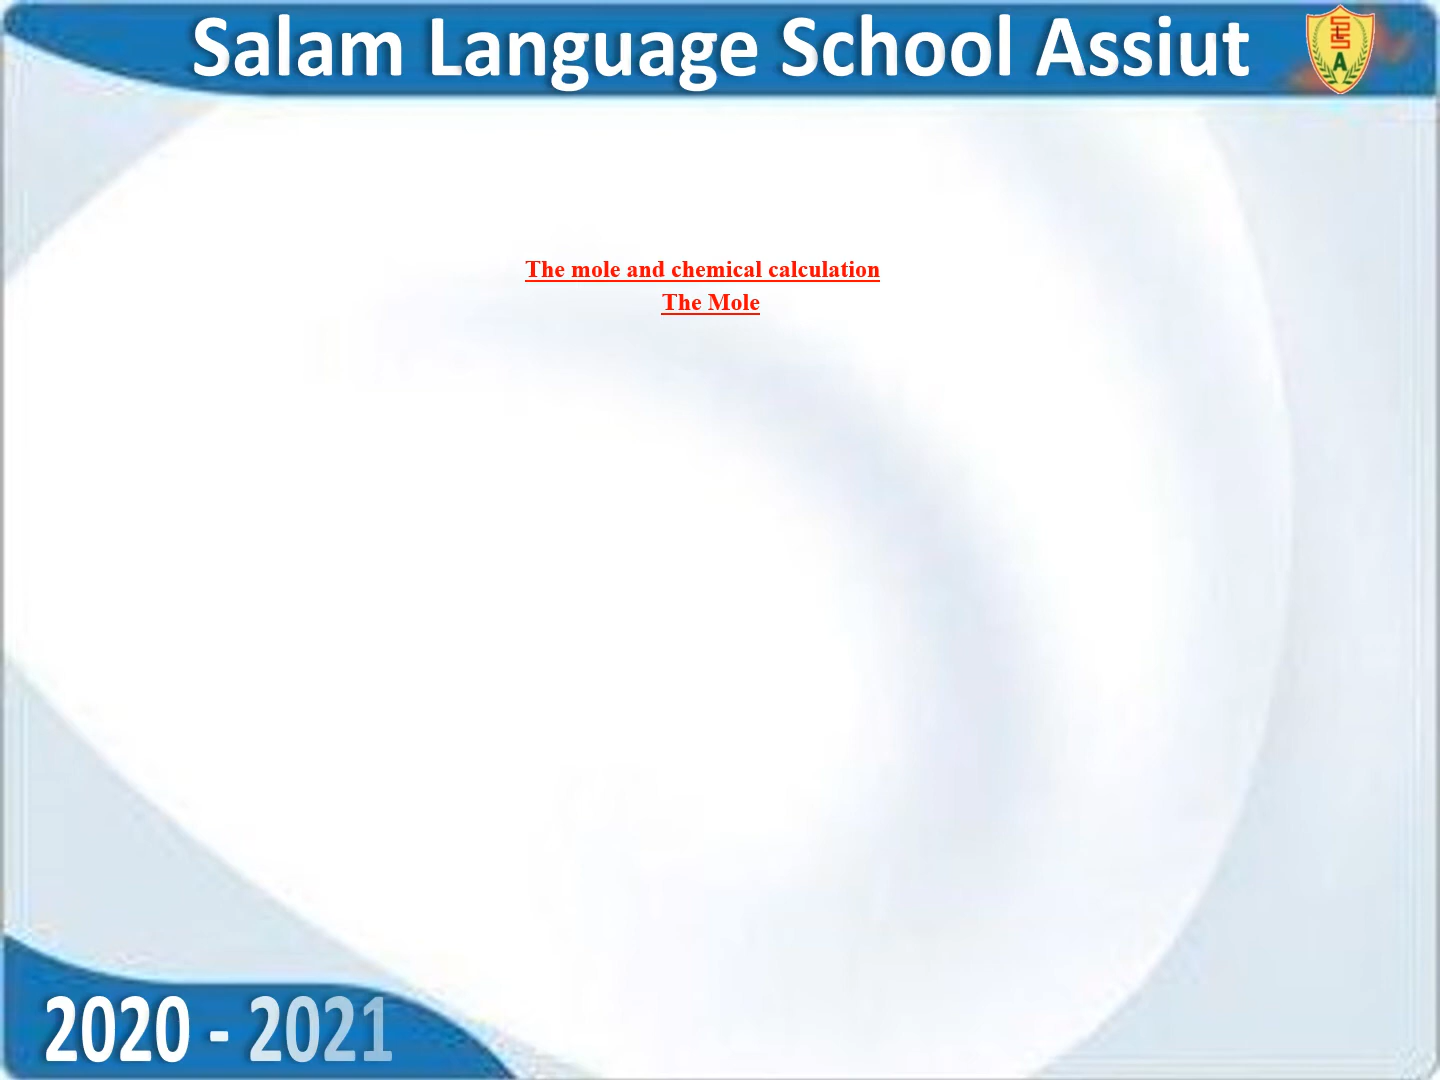 Salam Language School Assiut
The mole and chemical calculation
The Mole
2020 - 2021